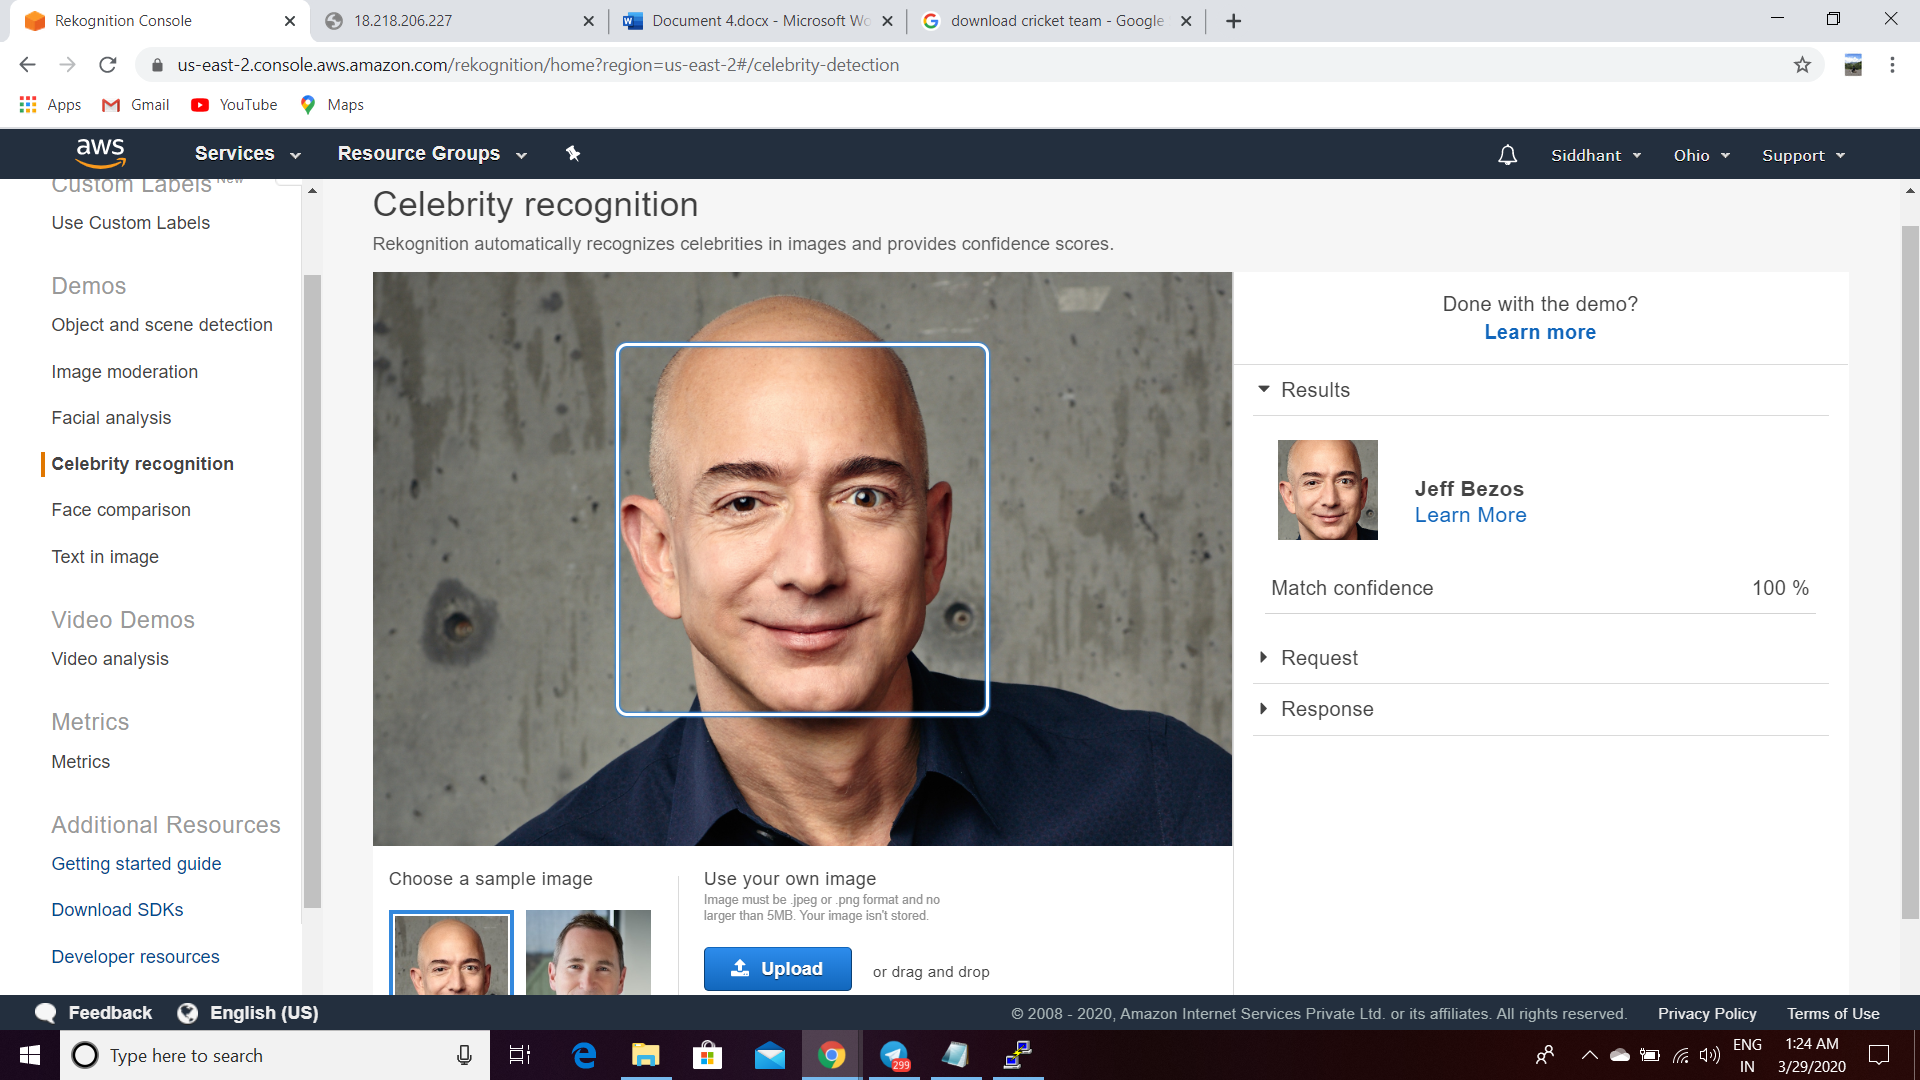 Rekognition Console
18.218.206.227
Document 4.docx - Microsoft Wo
download cricket team - Google
us-east-2.console.aws.amazon.com/rekognition/home?region=us-east-2#/celebrity-detection
Apps
Gmail
YouTube
Maps
aws
Services
Resource Groups
Siddhant
Ohio
Support
Custom Labels New
Use Custom Labels
Demos
Object and scene detection
Image moderation
Facial analysis
Celebrity recognition
Face comparison
Text in image
Video Demos
Video analysis
Metrics
Metrics
Additional Resources
Getting started guide
Download SDKs
Developer resources
Celebrity recognition
Rekognition automatically recognizes celebrities in images and provides confidence scores.
Choose a sample image
Use your own image
Image must be .jpeg or .png format and no
larger than 5MB. Your image isn't stored.
Upload
or drag and drop
Done with the demo?
Learn more
Results
Jeff Bezos
Learn More
Match confidence 100 %
Request
Response
Feedback
English (US)
© 2008 - 2020, Amazon Internet Services Private Ltd. or its affiliates. All rights reserved.
Privacy Policy
Terms of Use
Type here to search
299
ENG
IN
1:24 AM
3/29/2020